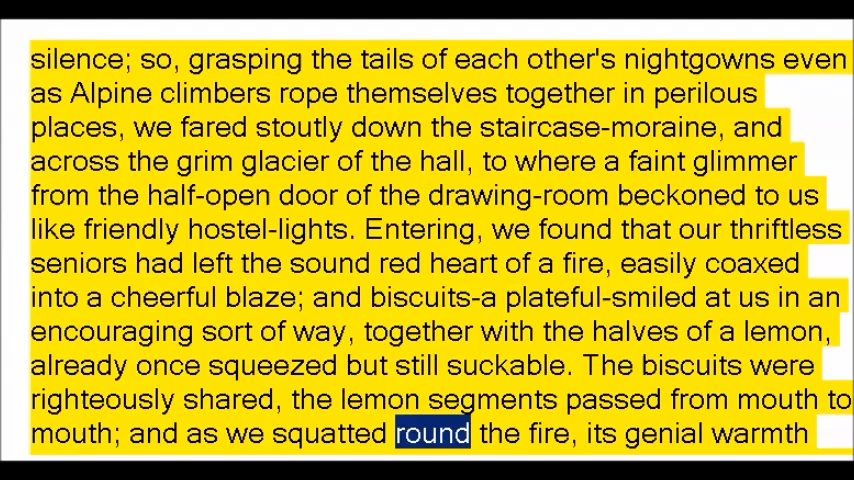 silence; so, grasping the tails of each other's nightgowns even
as Alpine climbers rope themselves together in perilous
places, we fared stoutly down the staircase-moraine, and
across the grim glacier of the hall, to where a faint glimmer
from the half-open door of the drawing-room beckoned to us
like friendly hostel-lights. Entering, we found that our thriftless
seniors had left the sound red heart of a fire, easily coaxed
into a cheerful blaze; and biscuits-a plateful-smiled at us in an
encouraging sort of way, together with the halves of a lemon,
already once squeezed but still suckable. The biscuits were
righteously shared, the lemon segments passed from mouth to
mouth; and as we squatted round the fire, its genial warmth